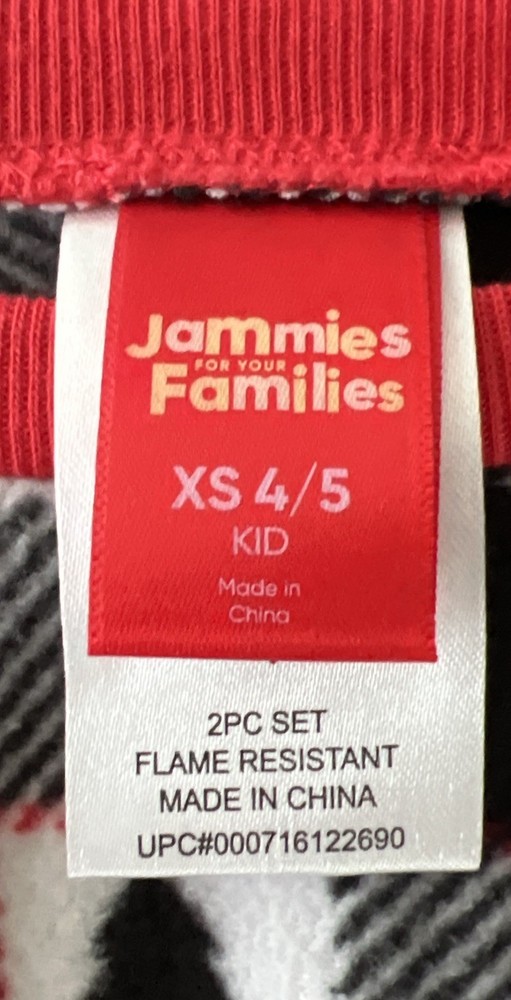 Jammies
FOR YOUR
Families
XS 4/5
KID
Made in
China
2PC SET
FLAME RESISTANT
MADE IN CHINA
UPC#000716122690